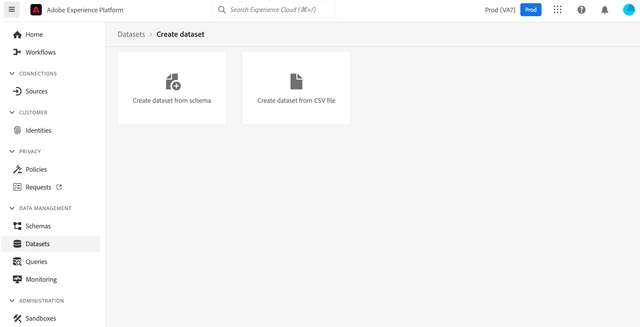 Adobe Experience Platform
Search Experience Cloud (⌘+/)
Prod (VA7)
Prod
Home
Workflows
CONNECTIONS
Sources
CUSTOMER
Identities
PRIVACY
Policies
Requests
DATA MANAGEMENT
Schemas
Datasets
Queries
Monitoring
ADMINISTRATION
Sandboxes
Datasets > Create dataset
Create dataset from schema
Create dataset from CSV file